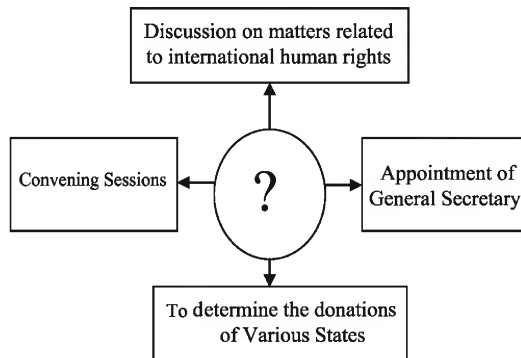 Discussion on matters related
to international human rights
Convening Sessions
?
Appointment of
General Secretary
To determine the donations
of Various States